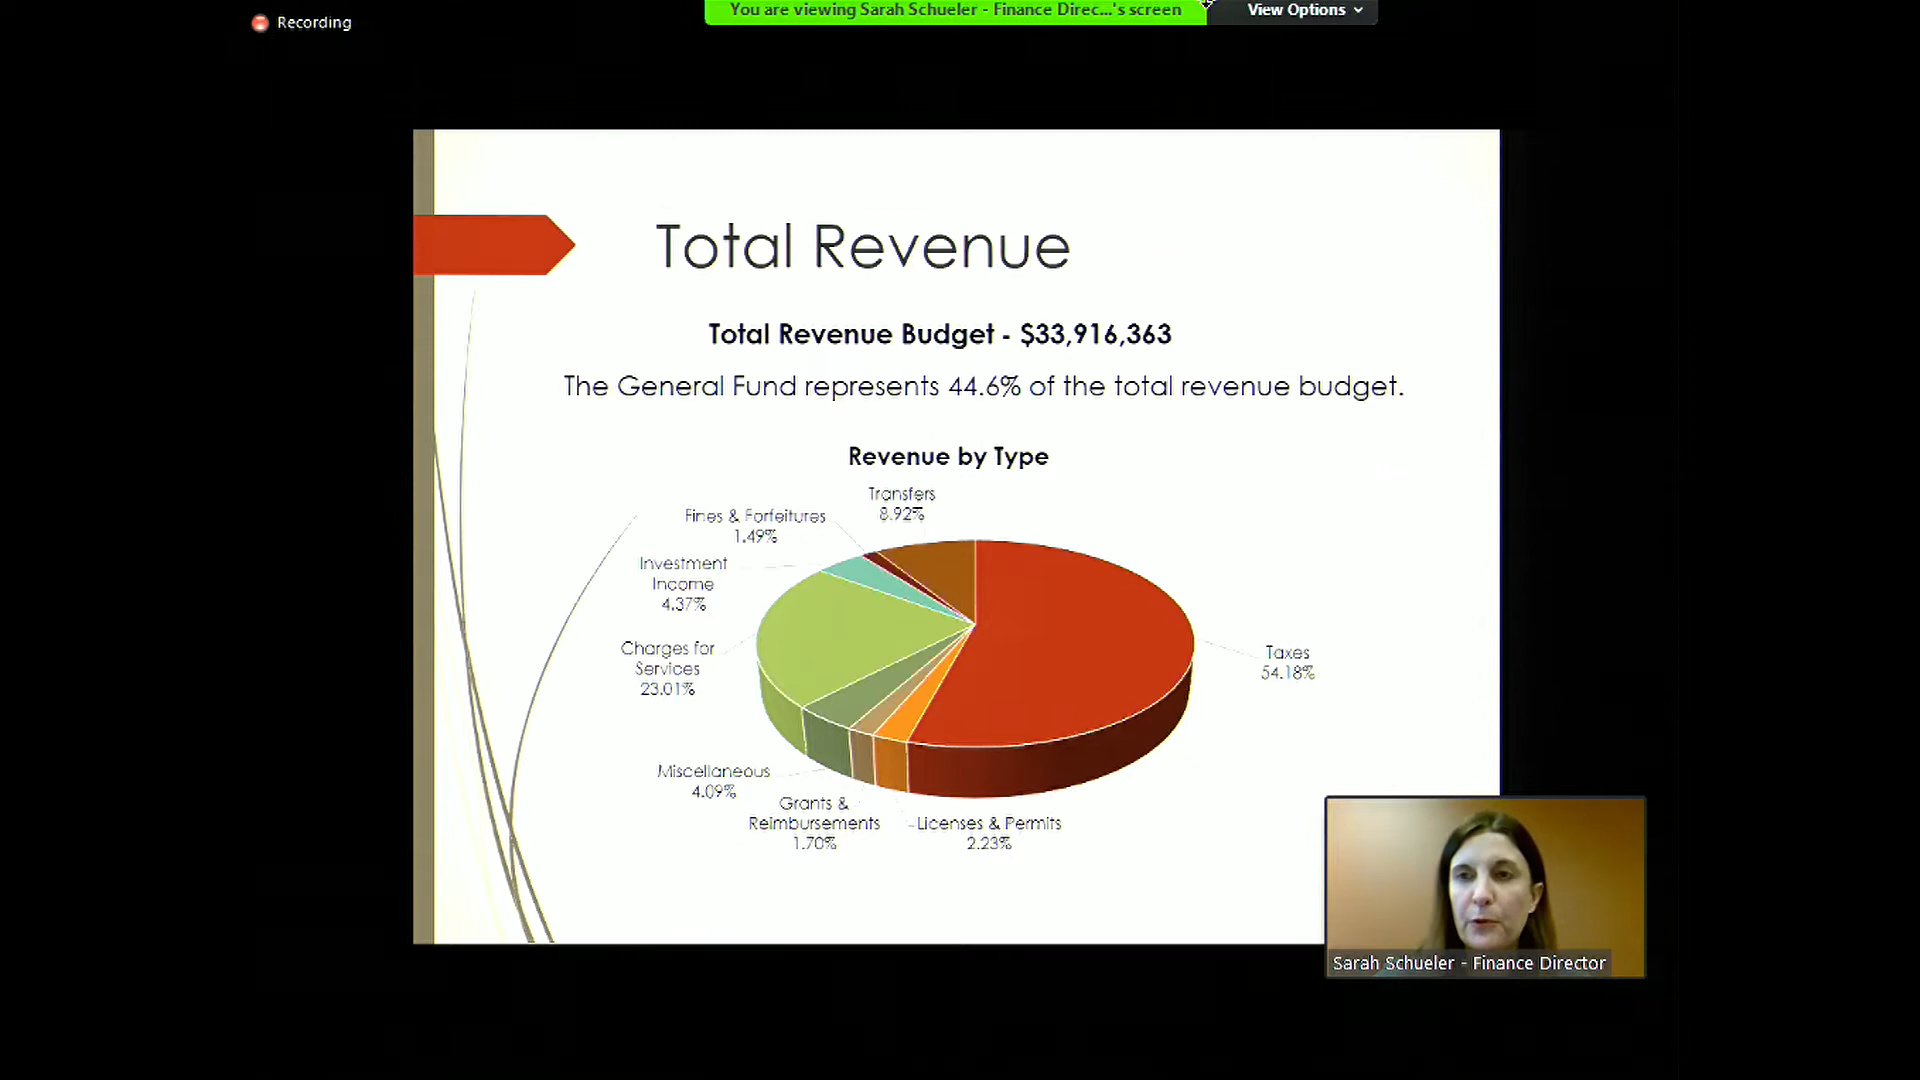 Recording
You are viewing Sarah Schueler - Finance Direc...'s screen
View Options
Total Revenue
Total Revenue Budget - $33,916,363
The General Fund represents 44.6% of the total revenue budget.
Revenue by Type
Transfers
8.92%
Fines & Forfeitures
1.49%
Investment
Income
4.37%
Charges for
Services
23.01%
Taxes
54.18%
Miscellaneous
4.09%
Grants &
Reimbursements
1.70%
Licenses & Permits
2.23%
Sarah Schueler - Finance Director